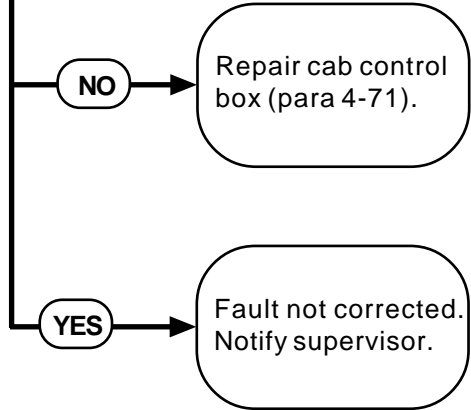 NO
Repair cab control
box (para 4-71).
YES
Fault not corrected.
Notify supervisor.